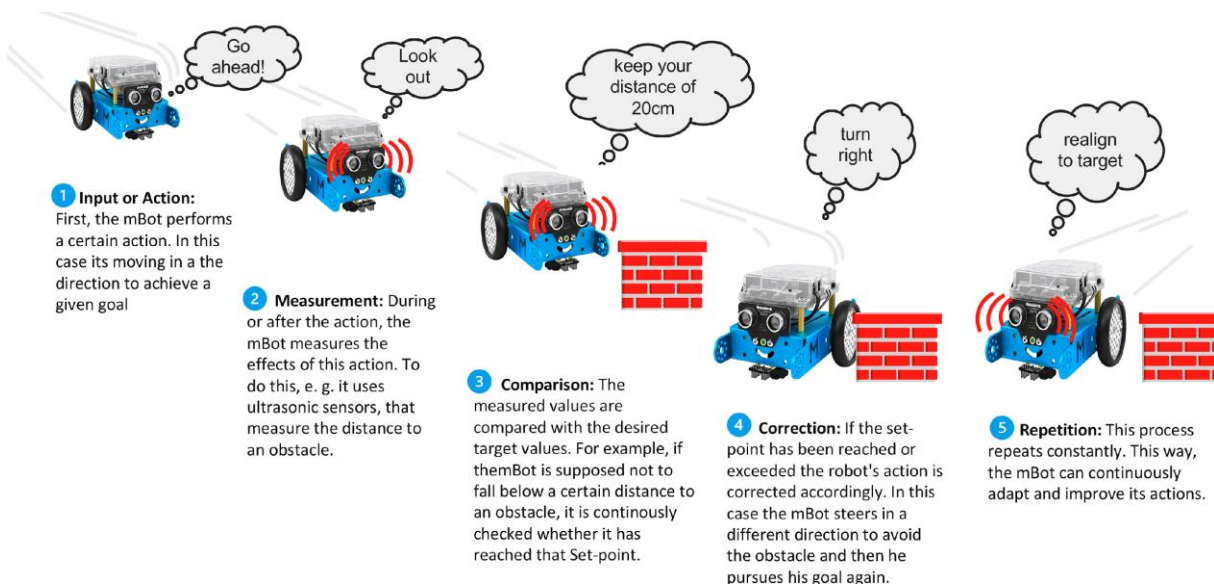 Go
ahead!
Look
out
keep your
distance of
20cm
turn
right
realign
to target
1 Input or Action:
First, the mBot performs
a certain action. In this
case its moving in a the
direction to achieve a
given goal
2 Measurement: During
or after the action, the
mBot measures the
effects of this action. To
do this, e. g. it uses
ultrasonic sensors, that
measure the distance to
an obstacle.
3 Comparison: The
measured values are
compared with the desired
target values. For example, if
themBot is supposed not to
fall below a certain distance to
an obstacle, it is continously
checked whether it has
reached that Set-point.
4 Correction: If the set-
point has been reached or
exceeded the robot's action is
corrected accordingly. In this
case the mBot steers in a
different direction to avoid
the obstacle and then he
pursues his goal again.
5 Repetition: This process
repeats constantly. This way,
the mBot can continuously
adapt and improve its actions.